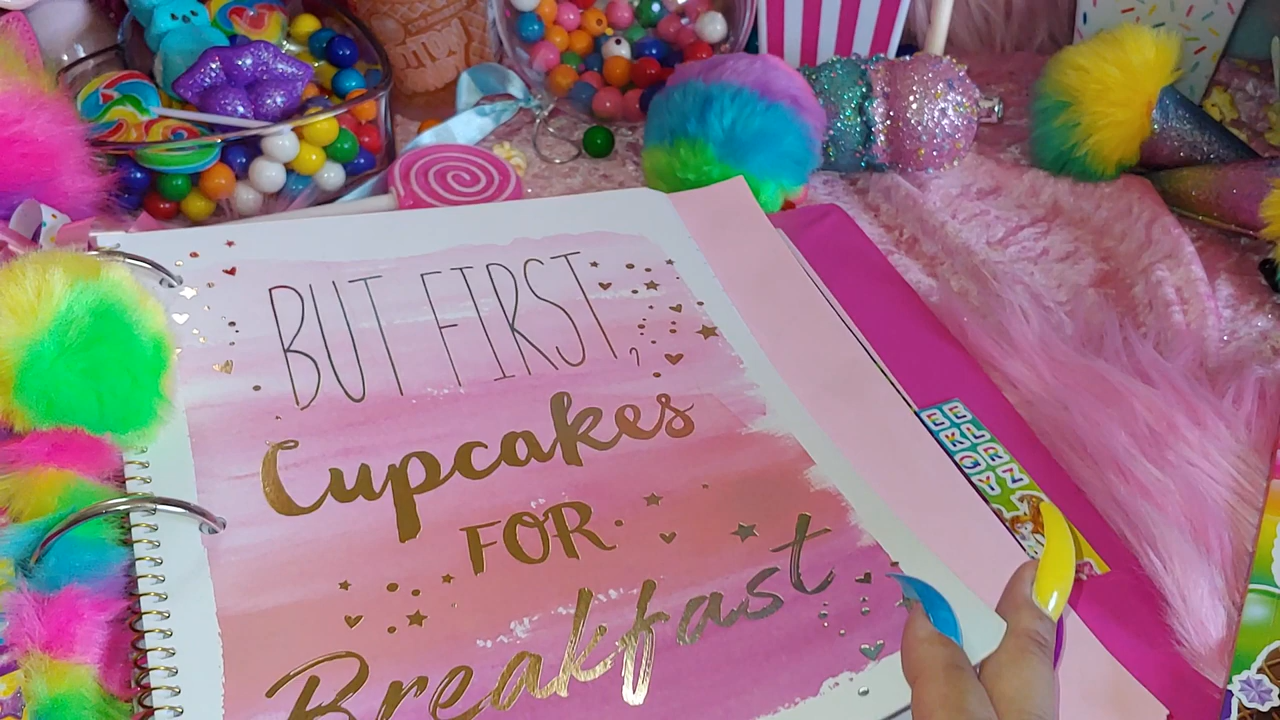 BUT FIRST,
Cupcakes
FOR
Breakfast
E E
K L
G R
Y N